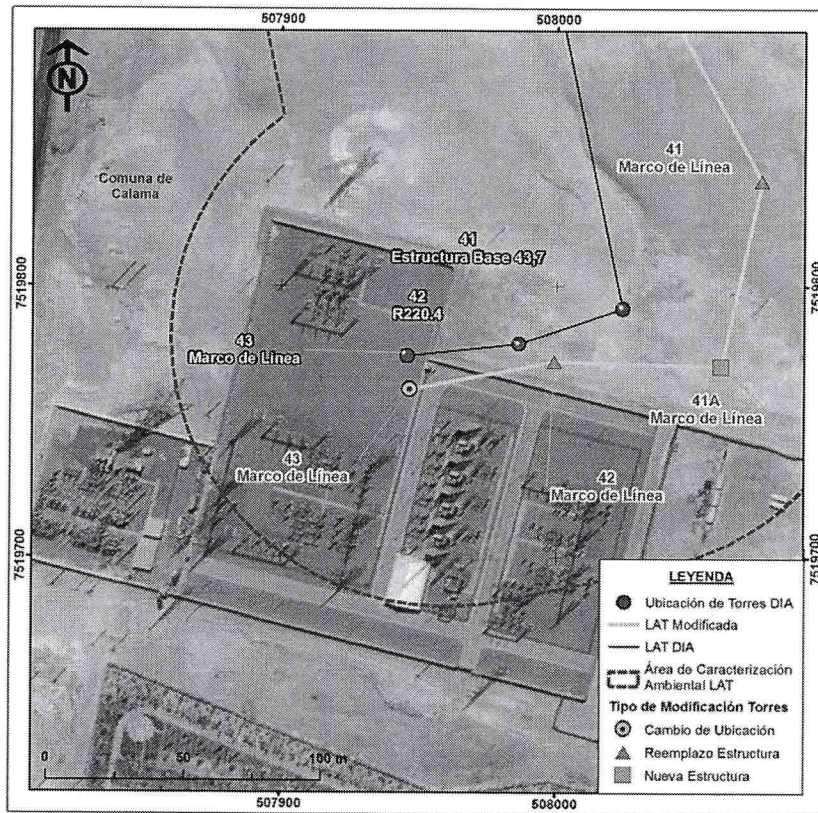 507900
508000
N
Comuna de
Calama
41
Marco de Línea
41
Estructura Base 43,7
7519800
7519800
42
R220.4
43
Marco de Línea
41A
Marco de Línea
43
Marco de Línea
42
Marco de Línea
7519700
7519700
LEYENDA
Ubicación de Torres DIA
LAT Modificada
LAT DIA
Área de Caracterización
Ambiental LAT
Tipo de Modificación Torres
Cambio de Ubicación
Reemplazo Estructura
Nueva Estructura
0
50
100 m
507900
508000